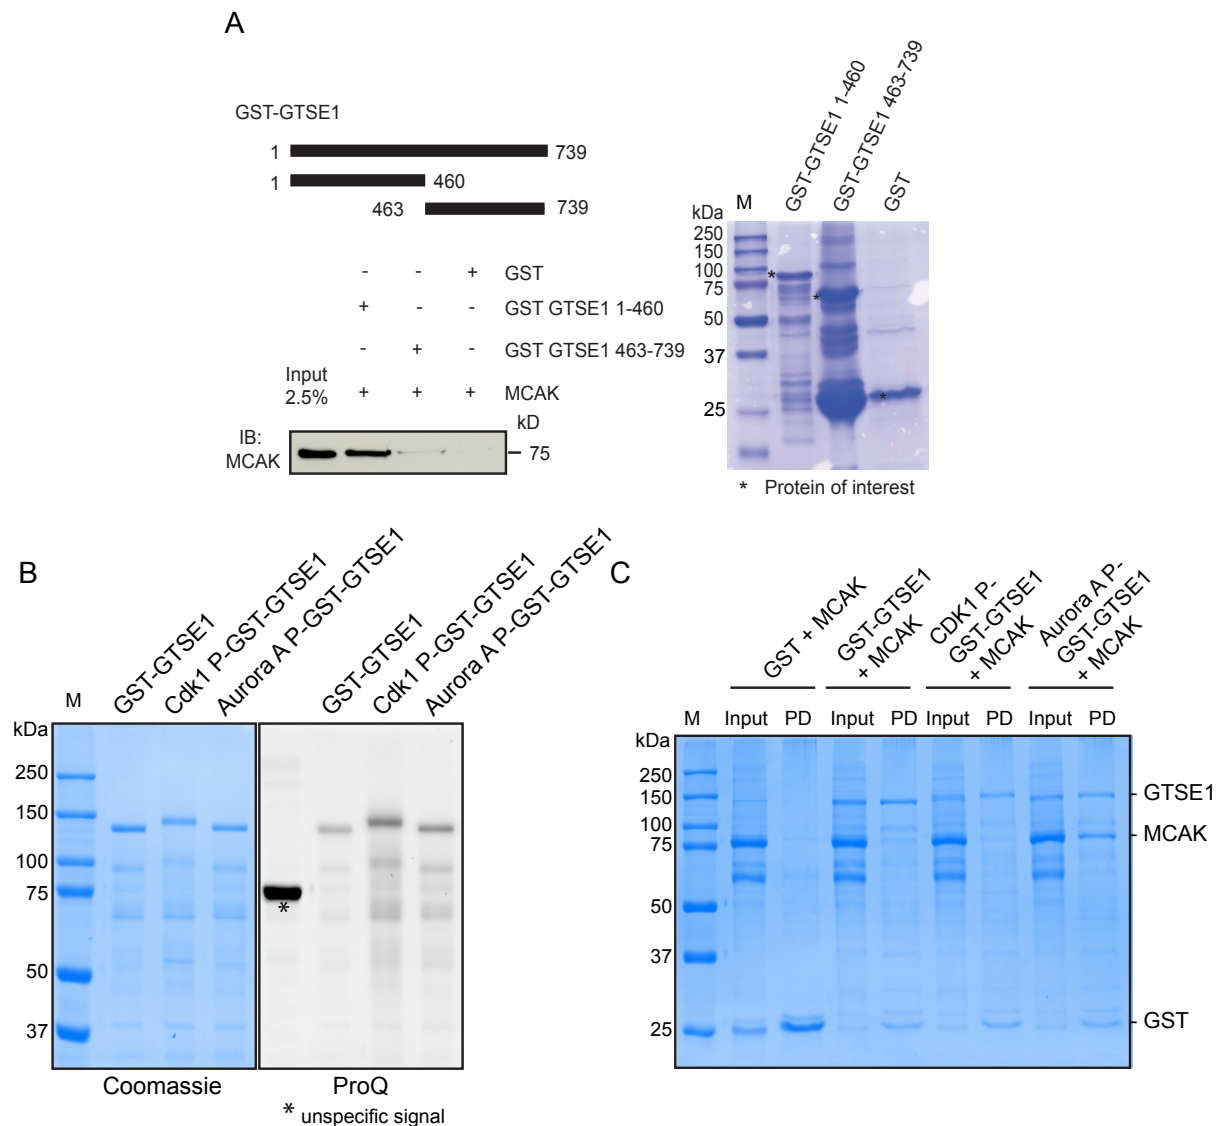 A
GST-GTSE1
1 739
1 460
463 739
- - + GST
+ - - GST GTSE1 1-460
- + - GST GTSE1 463-739
Input
2.5% + + + MCAK
kD
IB:
MCAK
75
GST-GTSE1 1-460
GST-GTSE1 463-739
GST
M
kDa
250
150
100
75
50
37
25
*
*
*
* Protein of interest
B
GST-GTSE1
Cdk1 P-GST-GTSE1
Aurora A P-GST-GTSE1
GST-GTSE1
Cdk1 P-GST-GTSE1
Aurora A P-GST-GTSE1
M
kDa
250
150
100
75
50
37
*
Coomassie
ProQ
* unspecific signal
C
GST + MCAK
GST-GTSE1
+ MCAK
CDK1 P-
GST-GTSE1
+ MCAK
Aurora A P-
GST-GTSE1
+ MCAK
M Input PD Input PD Input PD Input PD
kDa
250
150
100
75
50
37
25
GTSE1
MCAK
GST